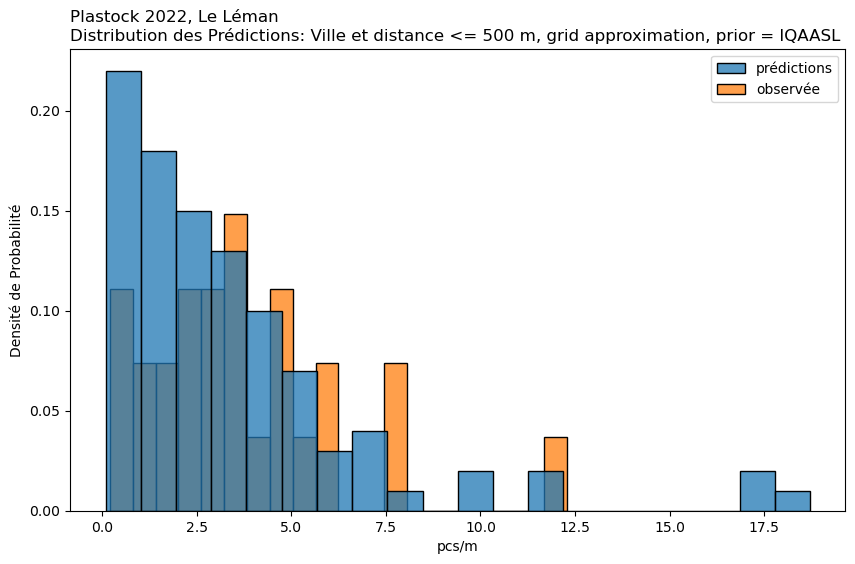 Plastock 2022, Le Léman
Distribution des Prédictions: Ville et distance <= 500 m, grid approximation, prior = IQAASL
prédictions
observée
Densité de Probabilité
0.20
0.15
0.10
0.05
0.00
0.0
2.5
5.0
7.5
10.0
12.5
15.0
17.5
pcs/m